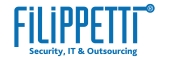 FiLiPPETTi®
Security, IT & Outsourcing